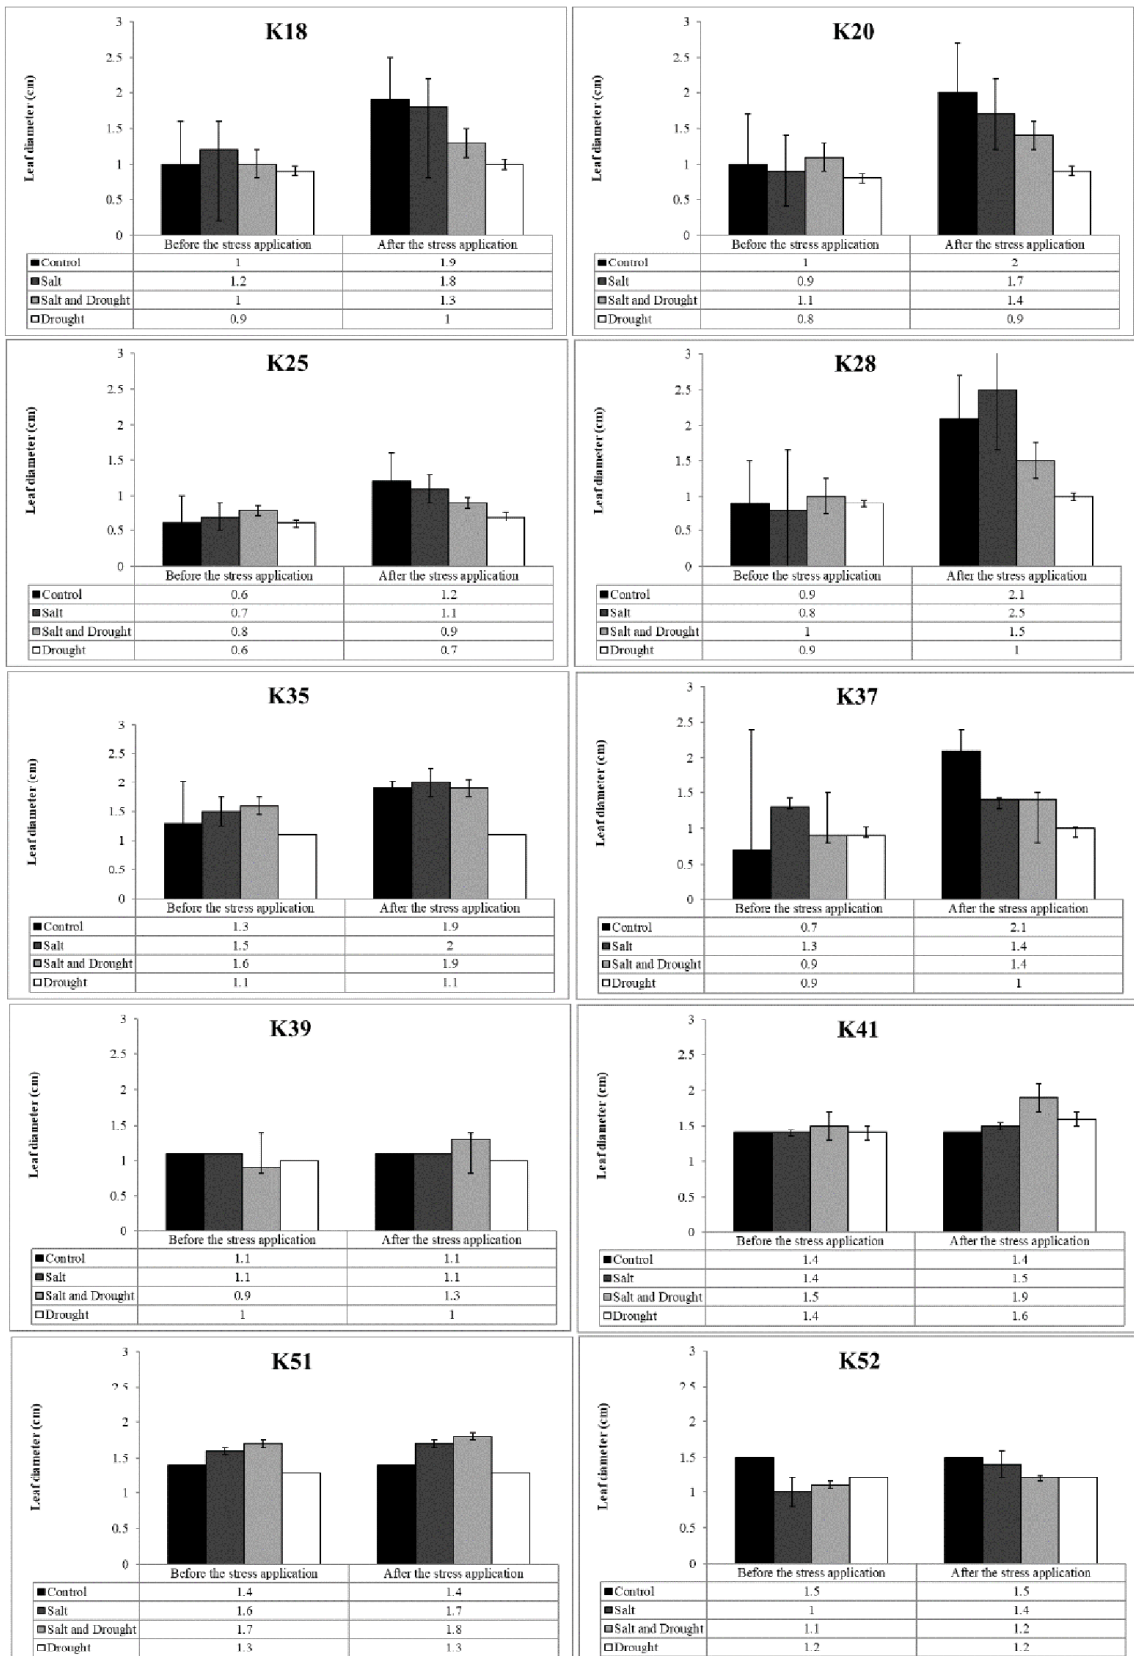 K18
Leaf diameter (cm)
3
2.5
2
1.5
1
0.5
0
Before the stress application After the stress application
Control 1 1.9
Salt 1.2 1.8
Salt and Drought 1 1.3
Drought 0.9 1
K20
Leaf diameter (cm)
3
2.5
2
1.5
1
0.5
0
Before the stress application After the stress application
Control 1 2
Salt 0.9 1.7
Salt and Drought 1.1 1.4
Drought 0.8 0.9
K25
Leaf diameter (cm)
3
2.5
2
1.5
1
0.5
0
Before the stress application After the stress application
Control 0.6 1.2
Salt 0.7 1.1
Salt and Drought 0.8 0.9
Drought 0.6 0.7
K28
Leaf diameter (cm)
3
2.5
2
1.5
1
0.5
0
Before the stress application After the stress application
Control 0.9 2.1
Salt 0.8 2.5
Salt and Drought 1 1.5
Drought 0.9 1
K35
Leaf diameter (cm)
3
2.5
2
1.5
1
0.5
0
Before the stress application After the stress application
Control 1.3 1.9
Salt 1.5 2
Salt and Drought 1.6 1.9
Drought 1.1 1.1
K37
Leaf diameter (cm)
3
2.5
2
1.5
1
0.5
0
Before the stress application After the stress application
Control 0.7 2.1
Salt 1.3 1.4
Salt and Drought 0.9 1.4
Drought 0.9 1
K39
Leaf diameter (cm)
3
2.5
2
1.5
1
0.5
0
Before the stress application After the stress application
Control 1.1 1.1
Salt 1.1 1.1
Salt and Drought 0.9 1.3
Drought 1 1
K41
Leaf diameter (cm)
3
2.5
2
1.5
1
0.5
0
Before the stress application After the stress application
Control 1.4 1.4
Salt 1.4 1.5
Salt and Drought 1.5 1.9
Drought 1.4 1.6
K51
Leaf diameter (cm)
3
2.5
2
1.5
1
0.5
0
Before the stress application After the stress application
Control 1.4 1.4
Salt 1.6 1.7
Salt and Drought 1.7 1.8
Drought 1.3 1.3
K52
Leaf diameter (cm)
3
2.5
2
1.5
1
0.5
0
Before the stress application After the stress application
Control 1.5 1.5
Salt 1 1.4
Salt and Drought 1.1 1.2
Drought 1.2 1.2